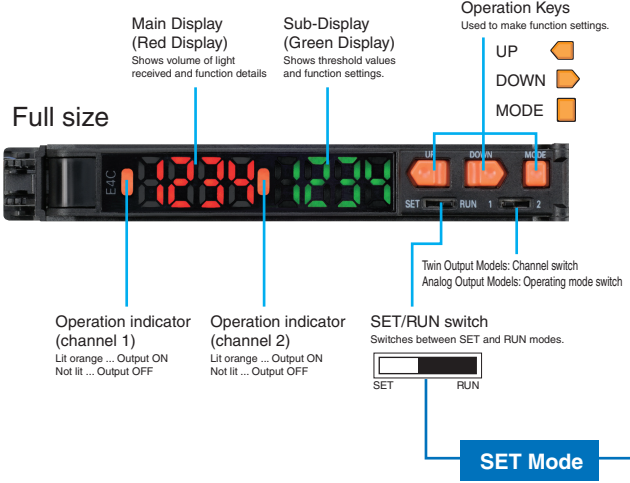 Main Display
(Red Display)
Shows volume of light
received and function details
Sub-Display
(Green Display)
Shows threshold values
and function settings.
Operation Keys
Used to make function settings.
UP
DOWN
MODE
Full size
E4C
1234
1234
UP
DOWN
MODE
SET
RUN
1
2
Twin Output Models: Channel switch
Analog Output Models: Operating mode switch
Operation indicator
(channel 1)
Lit orange ... Output ON
Not lit ... Output OFF
Operation indicator
(channel 2)
Lit orange ... Output ON
Not lit ... Output OFF
SET/RUN switch
Switches between SET and RUN modes.
SET
RUN
SET Mode